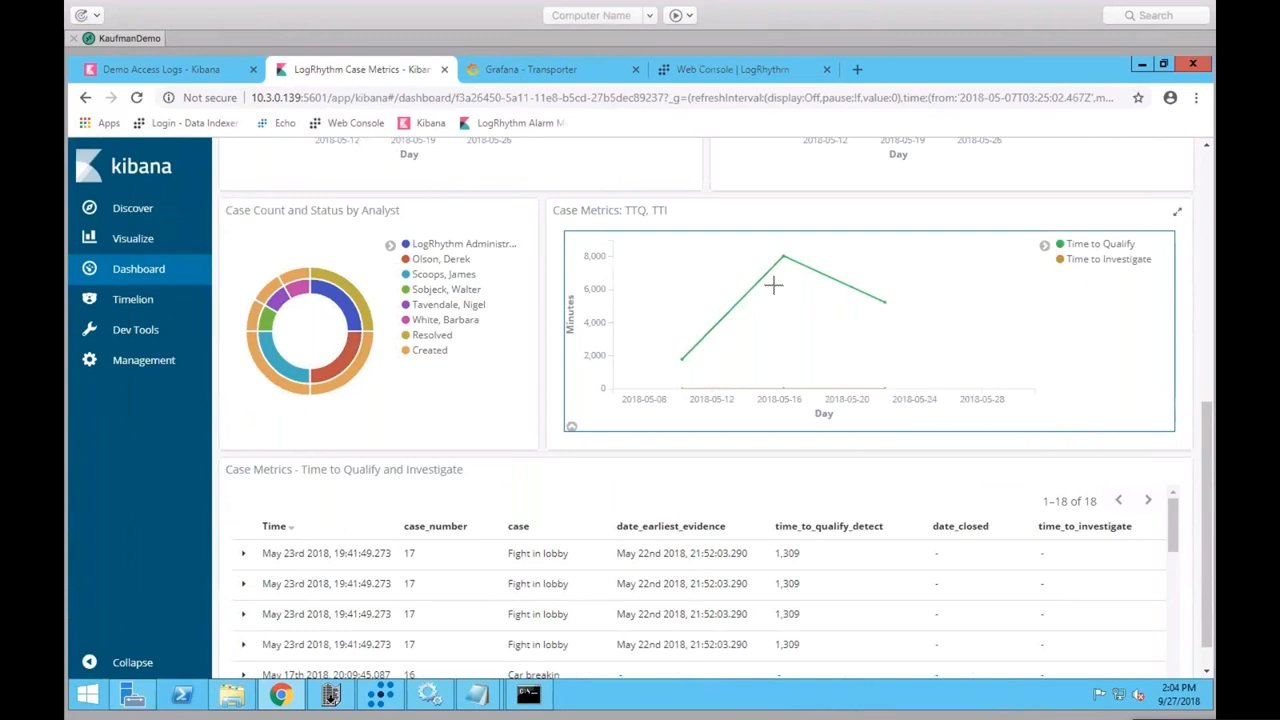 Computer Name
Search
KaufmanDemo
Demo Access Logs - Kibana
LogRhythm Case Metrics - Kibar
Grafana - Transporter
Web Console | LogRhythm
Not secure
10.3.0.139:5601/app/kibana#/dashboard/f3a26450-5a11-11e8-b5cd-27b5dec89237?_g=(refreshInterval:(display:Off,pause:!f,value:0),time:(from:'2018-05-07T03:25:02.467Z',m...
Apps
Login - Data Indexer
Echo
Web Console
Kibana
LogRhythm Alarm M
kibana
Discover
Visualize
Dashboard
Timelion
Dev Tools
Management
Collapse
2018-05-12 2018-05-19 2018-05-26
Day
2018-05-12 2018-05-19 2018-05-26
Day
Case Count and Status by Analyst
LogRhythm Administr...
Olson, Derek
Scoops, James
Sobjeck, Walter
Tavendale, Nigel
White, Barbara
Resolved
Created
Case Metrics: TTQ, TTI
Minutes
8,000
6,000
4,000
2,000
0
2018-05-08 2018-05-12 2018-05-16 2018-05-20 2018-05-24 2018-05-28
Day
Time to Qualify
Time to Investigate
Case Metrics - Time to Qualify and Investigate
1–18 of 18
Time case_number case date_earliest_evidence time_to_qualify_detect date_closed time_to_investigate
May 23rd 2018, 19:41:49.273 17 Fight in lobby May 22nd 2018, 21:52:03.290 1,309 - -
May 23rd 2018, 19:41:49.273 17 Fight in lobby May 22nd 2018, 21:52:03.290 1,309 - -
May 23rd 2018, 19:41:49.273 17 Fight in lobby May 22nd 2018, 21:52:03.290 1,309 - -
May 23rd 2018, 19:41:49.273 17 Fight in lobby May 22nd 2018, 21:52:03.290 1,309 - -
May 17th 2018, 20:09:45.087 16 Car breakin - - - -
2:04 PM
9/27/2018